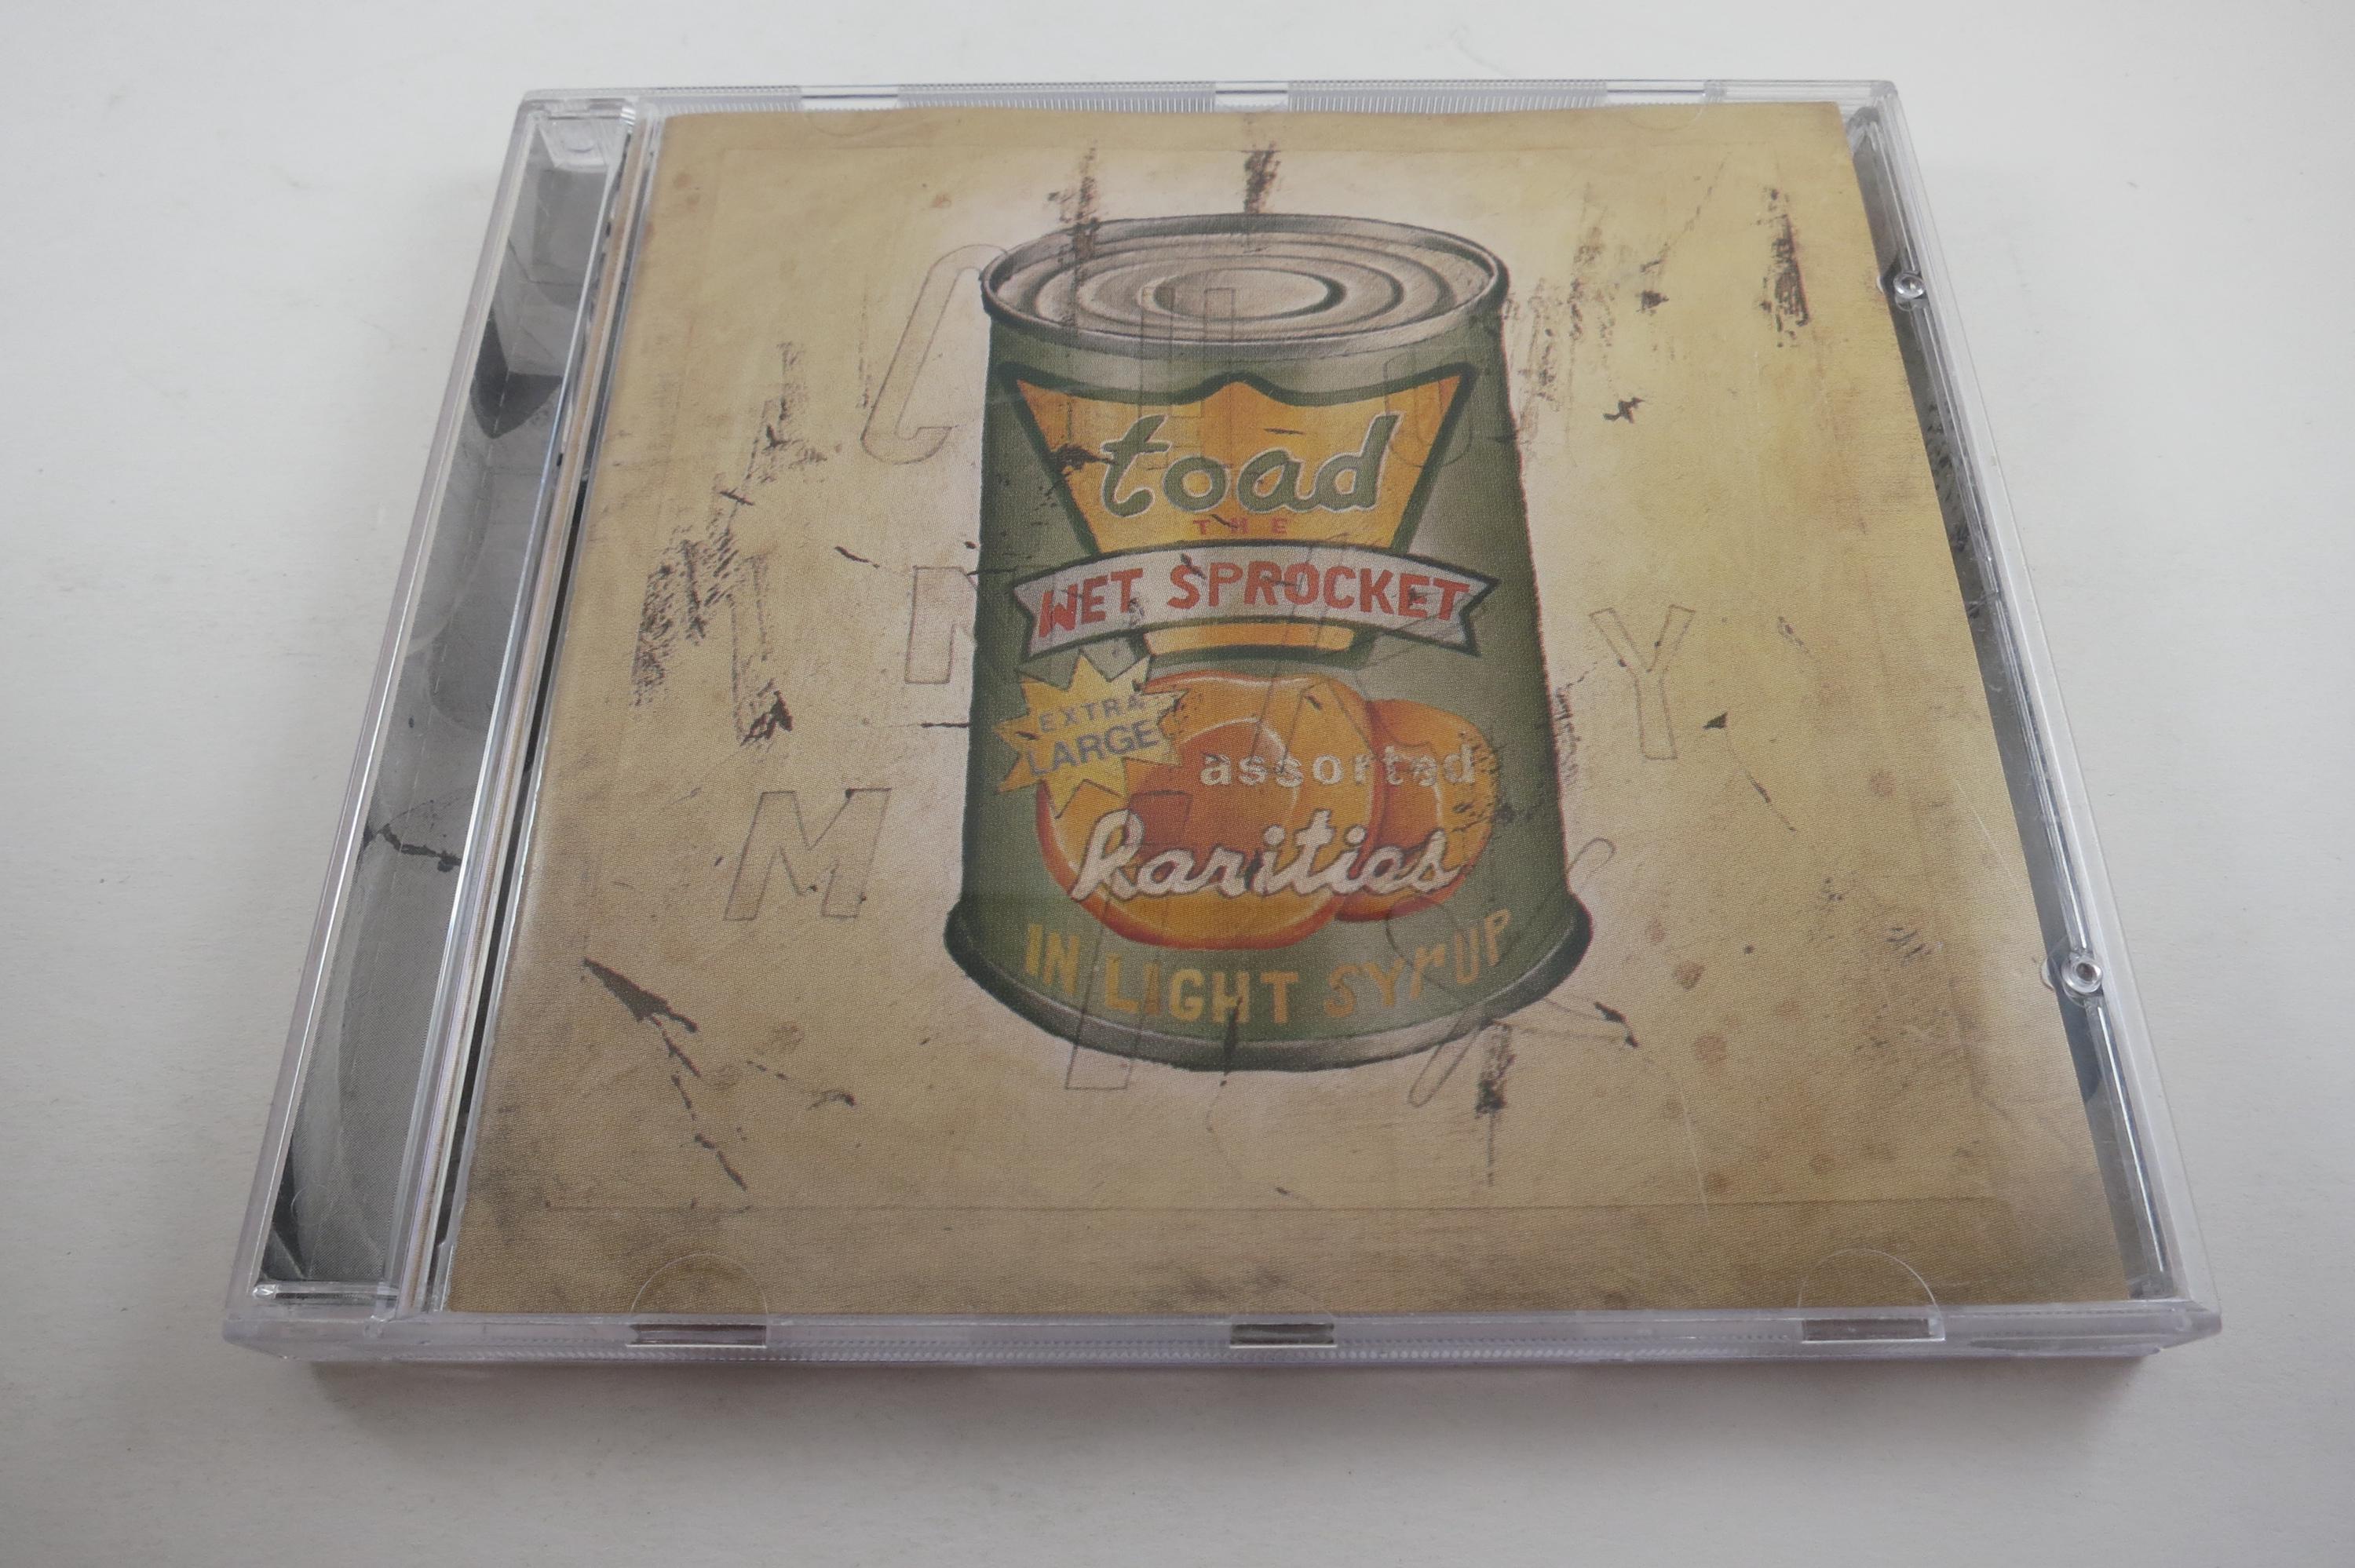 toad
THE
WET SPROCKET
EXTRA
LARGE
assorted
Rarities
IN LIGHT SYrUP